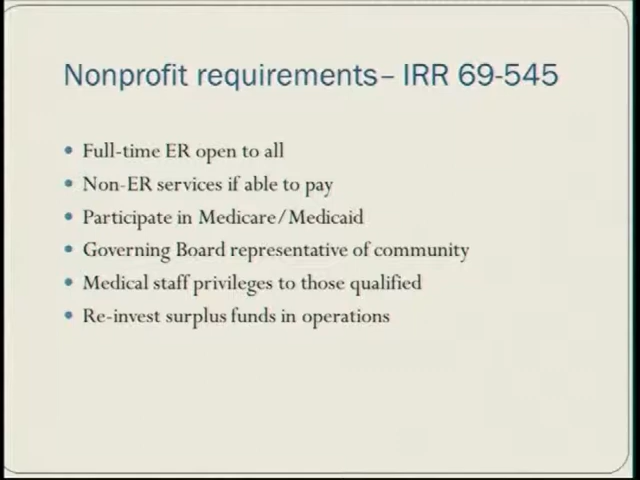 Nonprofit requirements– IRR 69-545
• Full-time ER open to all
• Non-ER services if able to pay
• Participate in Medicare/Medicaid
• Governing Board representative of community
• Medical staff privileges to those qualified
• Re-invest surplus funds in operations